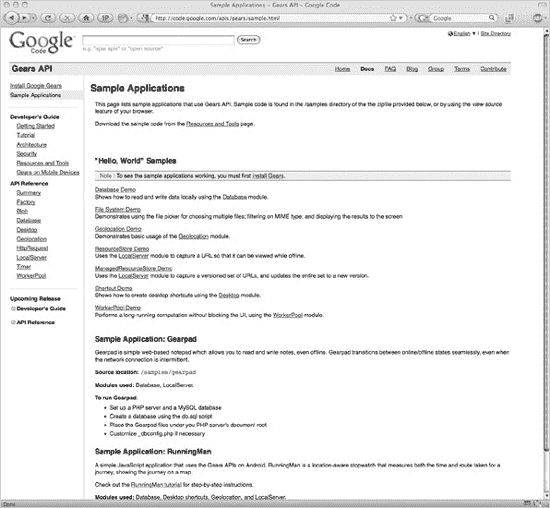 Sample Applications - Gears API - Google Code
http://code.google.com/apis/gears/sample.html
Google
Google
Code
Search
e.g. "ajax apis" or "open source"
English | Site Directory
Gears API
Home Docs FAQ Blog Group Terms Contribute
Install Google Gears
Sample Applications
Developer's Guide
Getting Started
Tutorial
Architecture
Security
Resources and Tools
Gears on Mobile Devices
API Reference
Summary
Factory
Blob
Database
Desktop
Geolocation
HttpRequest
LocalServer
Timer
WorkerPool
Upcoming Release
Developer's Guide
API Reference
Sample Applications
This page lists sample applications that use Gears API. Sample code is found in the /samples directory of the the zipfile provided below, or by using the view source
feature of your browser.
Download the sample code from the Resources and Tools page.
"Hello, World" Samples
Note : To see the sample applications working, you must first install Gears.
Database Demo
Shows how to read and write data locally using the Database module.
File System Demo
Demonstrates using the file picker for choosing multiple files; filtering on MIME type; and displaying the results to the screen
Geolocation Demo
Demonstrates basic usage of the Geolocation module.
ResourceStore Demo
Uses the LocalServer module to capture a URL so that it can be viewed while offline.
ManagedResourceStore Demo
Uses the LocalServer module to capture a versioned set of URLs, and updates the entire set to a new version.
Shortcut Demo
Shows how to create desktop shortcuts using the Desktop module.
WorkerPool Demo
Performs a long-running computation without blocking the UI, using the WorkerPool module.
Sample Application: Gearpad
Gearpad is simple web-based notepad which allows you to read and write notes, even offline. Gearpad transitions between online/offline states seamlessly, even when
the network connection is intermittent.
Source location: /samples/gearpad
Modules used: Database, LocalServer.
To run Gearpad:
• Set up a PHP server and a MySQL database
• Create a database using the db.sql script
• Place the Gearpad files under you PHP server's document root
• Customize _dbconfig.php if necessary
Sample Application: RunningMan
A simple JavaScript application that uses the Gears APIs on Android. RunningMan is a location-aware stopwatch that measures both the time and route taken for a
journey, showing the journey on a map.
Check out the RunningMan tutorial for step-by-step instructions.
Modules used: Database, Desktop shortcuts, Geolocation, and LocalServer.
Done